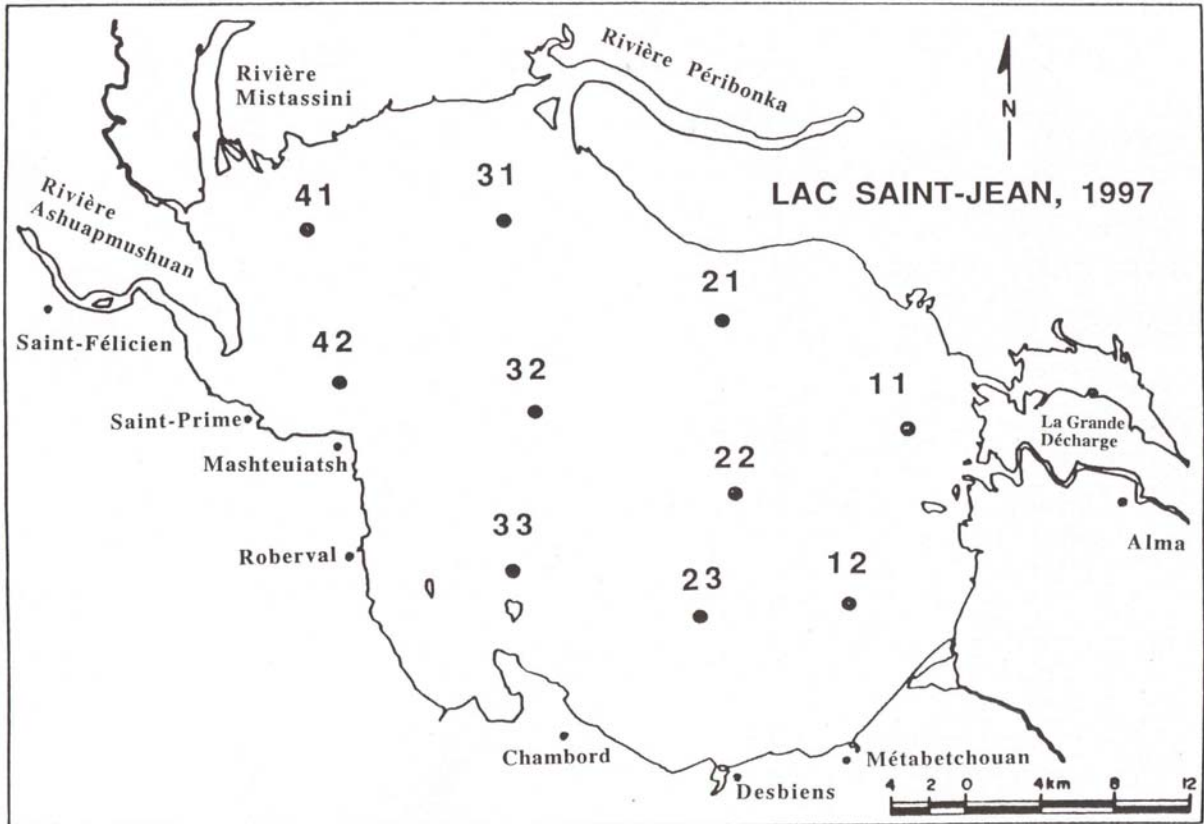 Rivière
Mistassini
Rivière Péribonka
N
LAC SAINT-JEAN, 1997
Rivière
Ashuapmushuan
41
31
21
Saint-Félicien
42
32
11
Saint-Prime
La Grande
Décharge
Mashteuiatsh
22
33
Roberval
Alma
23
12
Chambord
Métabetchouan
Desbiens
4 2 0 4km 8 12